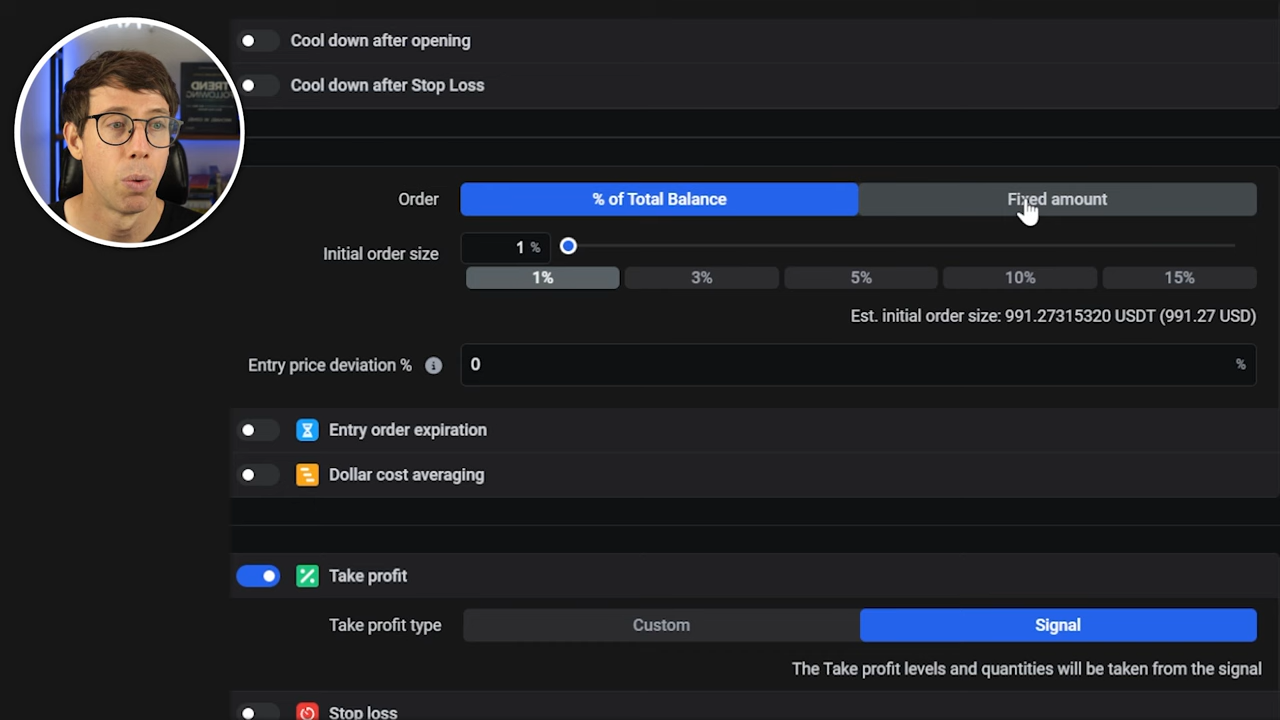 Cool down after opening
Cool down after Stop Loss
TREND
FOLLOWING
Order % of Total Balance Fixed amount
Initial order size 1 %
1% 3% 5% 10% 15%
Est. initial order size: 991.27315320 USDT (991.27 USD)
Entry price deviation % i 0 %
Entry order expiration
Dollar cost averaging
Take profit
Take profit type Custom Signal
The Take profit levels and quantities will be taken from the signal
Stop loss